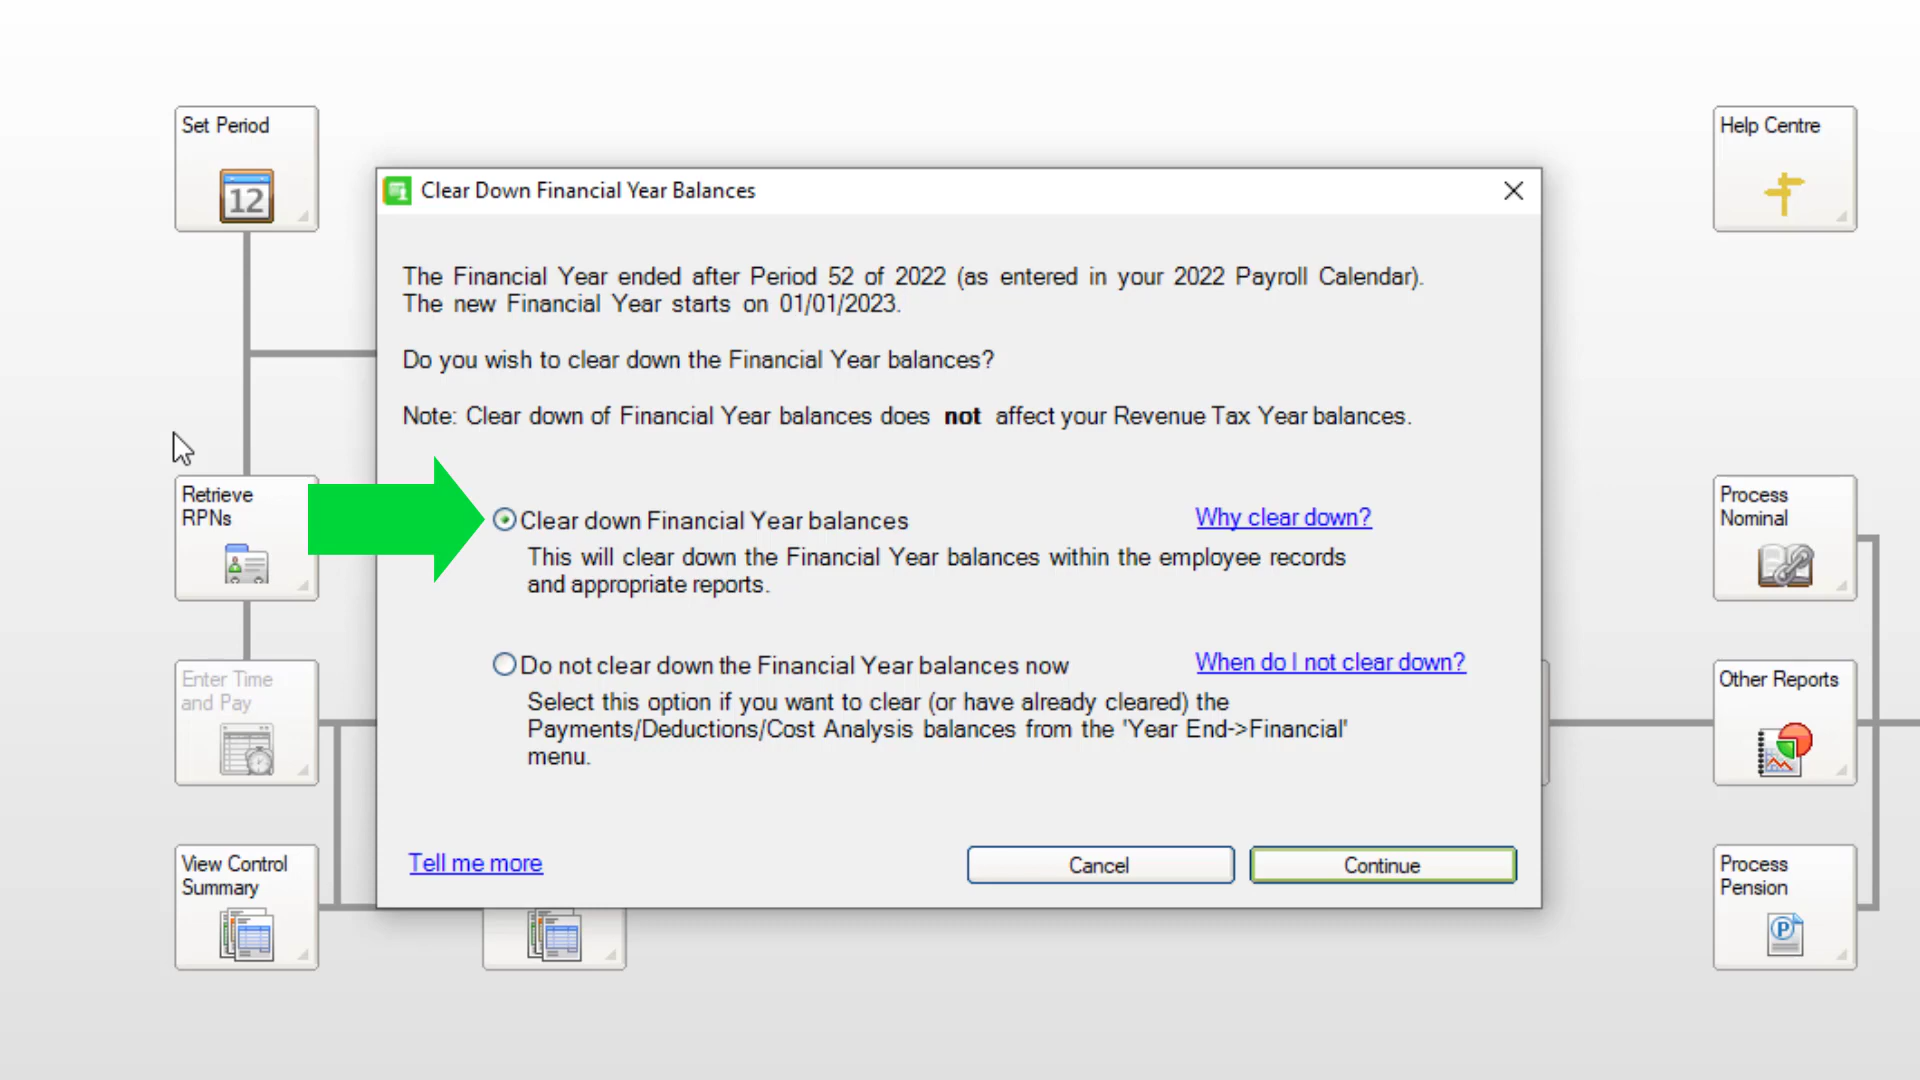 Set Period
12
Help Centre
Clear Down Financial Year Balances
The Financial Year ended after Period 52 of 2022 (as entered in your 2022 Payroll Calendar).
The new Financial Year starts on 01/01/2023.
Do you wish to clear down the Financial Year balances?
Note: Clear down of Financial Year balances does not affect your Revenue Tax Year balances.
Retrieve
RPNs
Clear down Financial Year balances
Why clear down?
This will clear down the Financial Year balances within the employee records
and appropriate reports.
Process
Nominal
Do not clear down the Financial Year balances now
When do I not clear down?
Select this option if you want to clear (or have already cleared) the
Payments/Deductions/Cost Analysis balances from the 'Year End->Financial'
menu.
Enter Time
and Pay
Other Reports
Tell me more
Cancel
Continue
View Control
Summary
Process
Pension
P